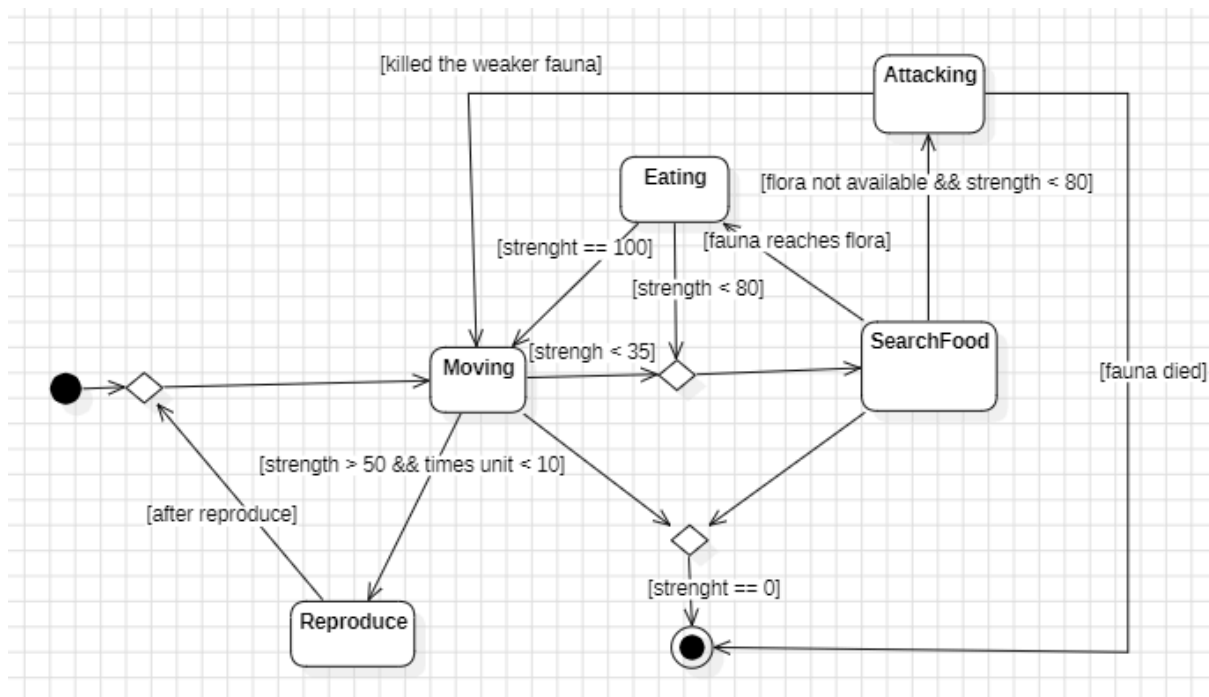 [killed the weaker fauna]
Attacking
Eating
[flora not available && strength < 80]
[strenght == 100]
[fauna reaches flora]
[strength < 80]
SearchFood
[strengh < 35]
Moving
[fauna died]
[strength > 50 && times unit < 10]
[after reproduce]
[strenght == 0]
Reproduce